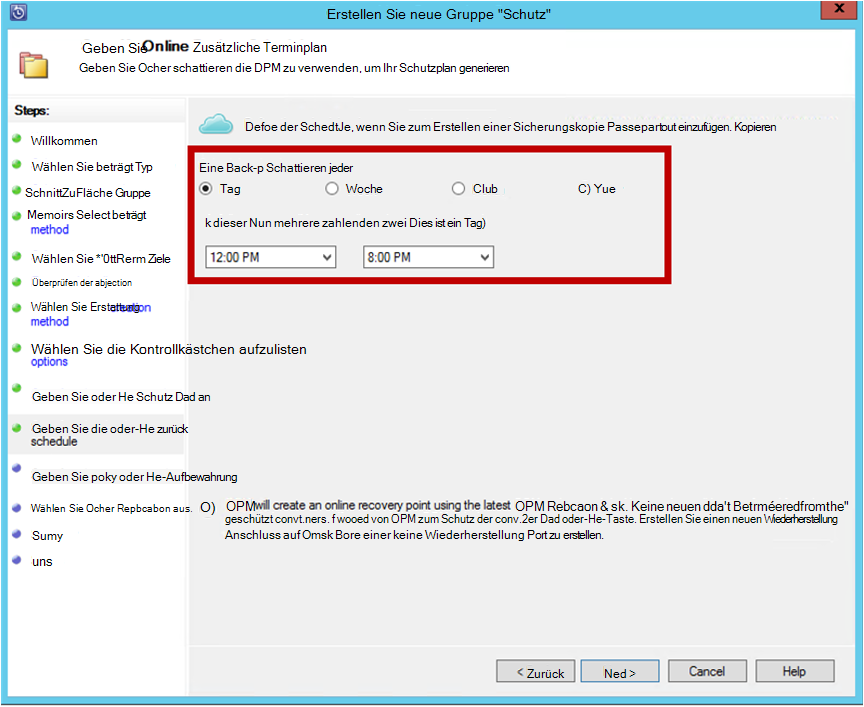 Erstellen Sie neue Gruppe "Schutz"
Geben Sie Online Zusätzliche Terminplan
Geben Sie Ocher schattieren die DPM zu verwenden, um Ihr Schutzplan generieren
Steps:
Willkommen
Wählen Sie beträgt Typ
SchnittZuFläche Gruppe
Memoirs Select beträgt
method
Wählen Sie *'0ttRerm Ziele
Überprüfen der abjection
Wählen Sie Erstattung
method
Wählen Sie die Kontrollkästchen aufzulisten
options
Geben Sie oder He Schutz Dad an
Geben Sie die oder-He zurück
schedule
Geben Sie poky oder He-Aufbewahrung
Wählen Sie Ocher Repbcabon aus.
Sumy
uns
Defoe der SchedtJe, wenn Sie zum Erstellen einer Sicherungskopie Passepartout einzufügen. Kopieren
Eine Back-p Schattieren jeder
Tag Woche Club C) Yue
k dieser Nun mehrere zahlenden zwei Dies ist ein Tag)
12:00 PM 8:00 PM
O) OPM will create an online recovery point using the latest OPM Rebcaon & sk. Keine neuen dda't Betrméeredfromthe"
geschützt convt.ners. f wooed von OPM zum Schutz der conv.2er Dad oder-He-Taste. Erstellen Sie einen neuen Wiederherstellung
Anschluss auf Omsk Bore einer keine Wiederherstellung Port zu erstellen.
< Zurück Ned > Cancel Help